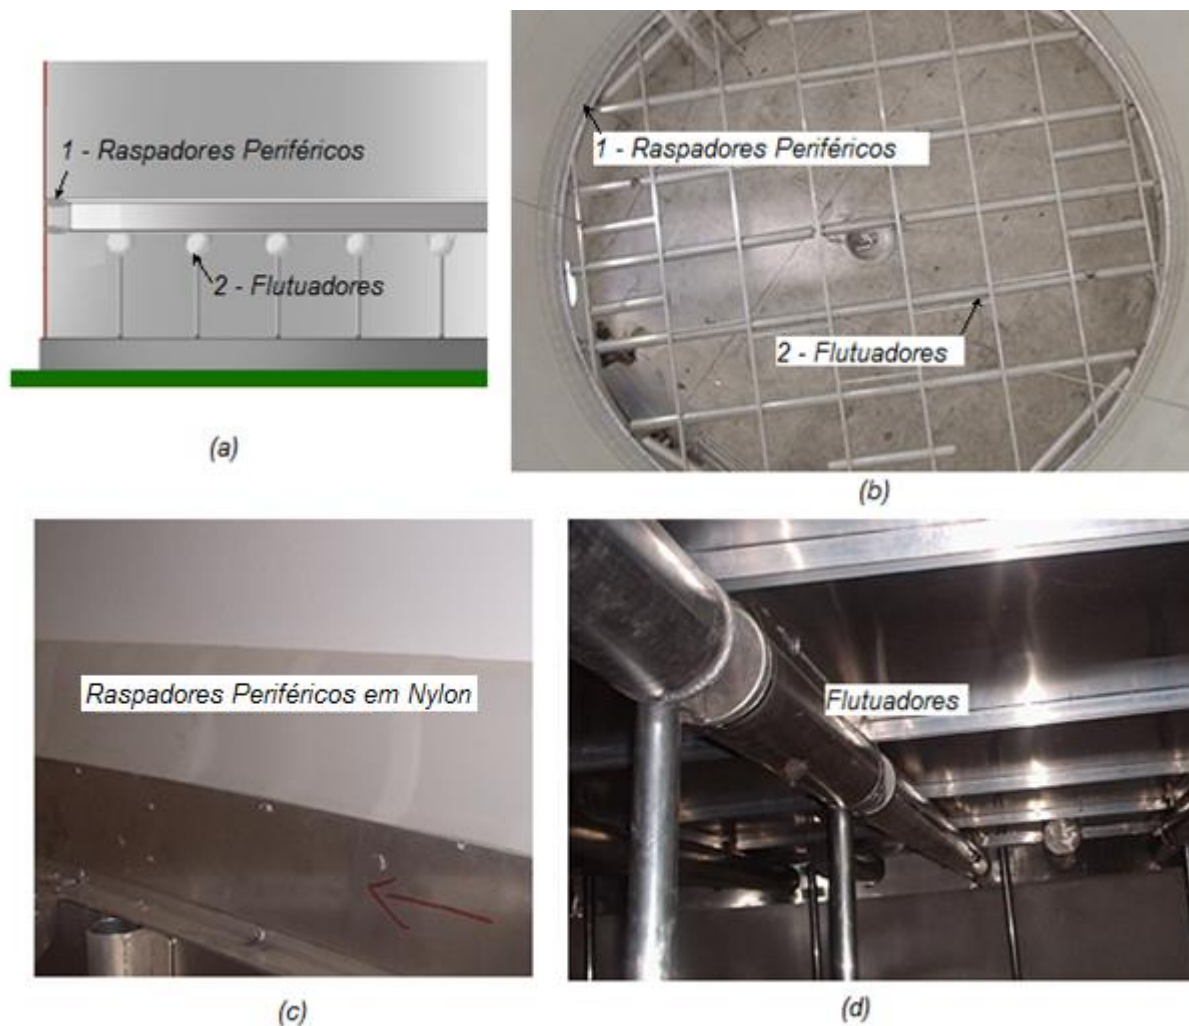 1 - Raspadores Periféricos
2 - Flutuadores
(a)
1 - Raspadores Periféricos
2 - Flutuadores
(b)
Raspadores Periféricos em Nylon
(c)
Flutuadores
(d)